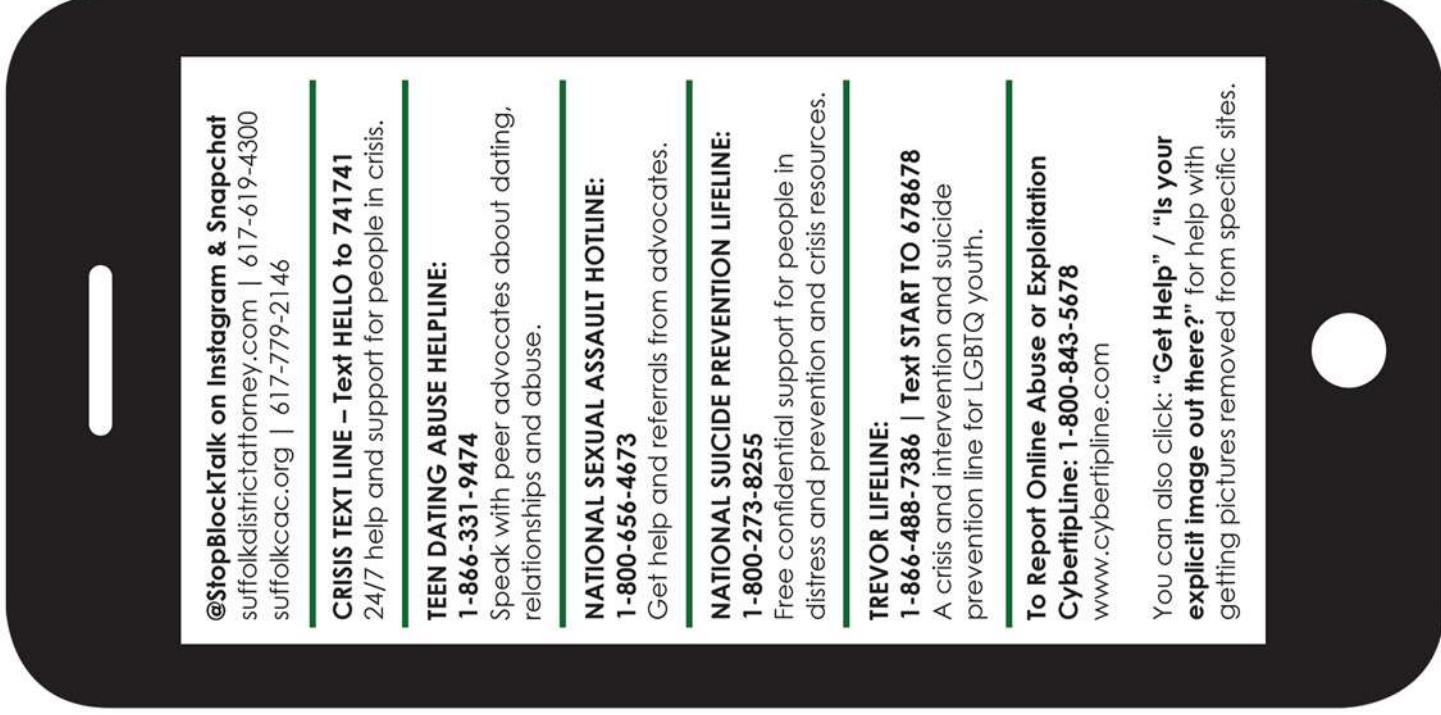 @StopBlockTalk on Instagram & Snapchat
suffolkdistrictattorney.com | 617-619-4300
suffolkcac.org | 617-779-2146
CRISIS TEXT LINE – Text HELLO to 741741
24/7 help and support for people in crisis.
TEEN DATING ABUSE HELPLINE:
1-866-331-9474
Speak with peer advocates about dating,
relationships and abuse.
NATIONAL SEXUAL ASSAULT HOTLINE:
1-800-656-4673
Get help and referrals from advocates.
NATIONAL SUICIDE PREVENTION LIFELINE:
1-800-273-8255
Free confidential support for people in
distress and prevention and crisis resources.
TREVOR LIFELINE:
1-866-488-7386 | Text START TO 678678
A crisis and intervention and suicide
prevention line for LGBTQ youth.
To Report Online Abuse or Exploitation
CybertipLine: 1-800-843-5678
www.cybertipline.com
You can also click: “Get Help” / “Is your
explicit image out there?” for help with
getting pictures removed from specific sites.